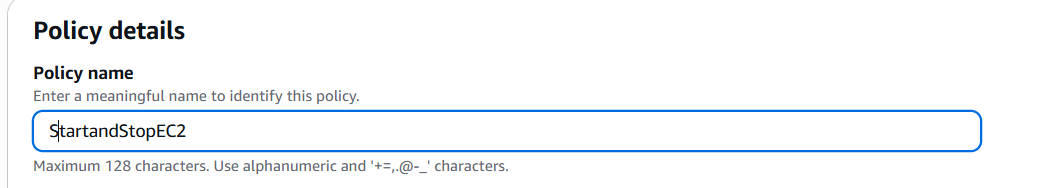 Policy details
Policy name
Enter a meaningful name to identify this policy.
StartandStopEC2
Maximum 128 characters. Use alphanumeric and '+=,.@-_' characters.